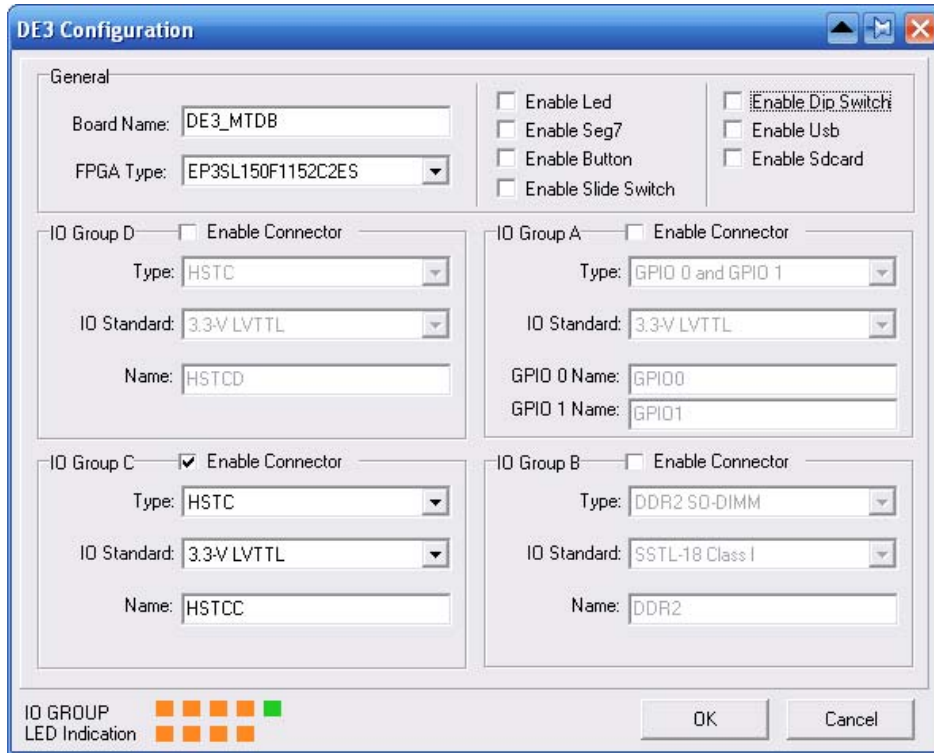 DE3 Configuration
General
Board Name: DE3_MTDB
FPGA Type: EP3SL150F1152C2ES
Enable Led
Enable Seg7
Enable Button
Enable Slide Switch
Enable Dip Switch
Enable Usb
Enable Sdcard
IO Group D Enable Connector
Type: HSTC
IO Standard: 3.3-V LVTTL
Name: HSTCD
IO Group A Enable Connector
Type: GPIO 0 and GPIO 1
IO Standard: 3.3-V LVTTL
GPIO 0 Name: GPIO0
GPIO 1 Name: GPIO1
IO Group C Enable Connector
Type: HSTC
IO Standard: 3.3-V LVTTL
Name: HSTCC
IO Group B Enable Connector
Type: DDR2 SO-DIMM
IO Standard: SSTL-18 Class I
Name: DDR2
IO GROUP
LED Indication
OK
Cancel